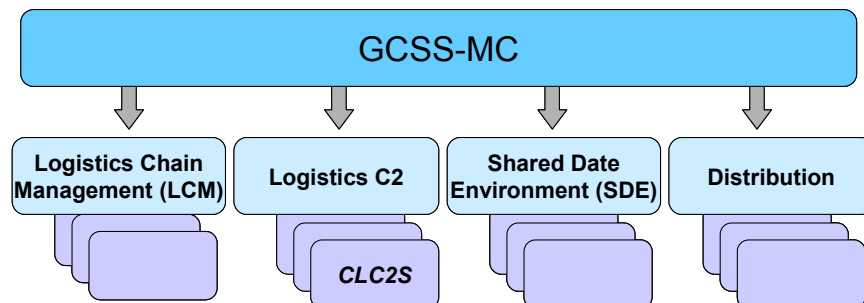 GCSS-MC
Logistics Chain
Management (LCM)
Logistics C2
Shared Date
Environment (SDE)
Distribution
CLC2S